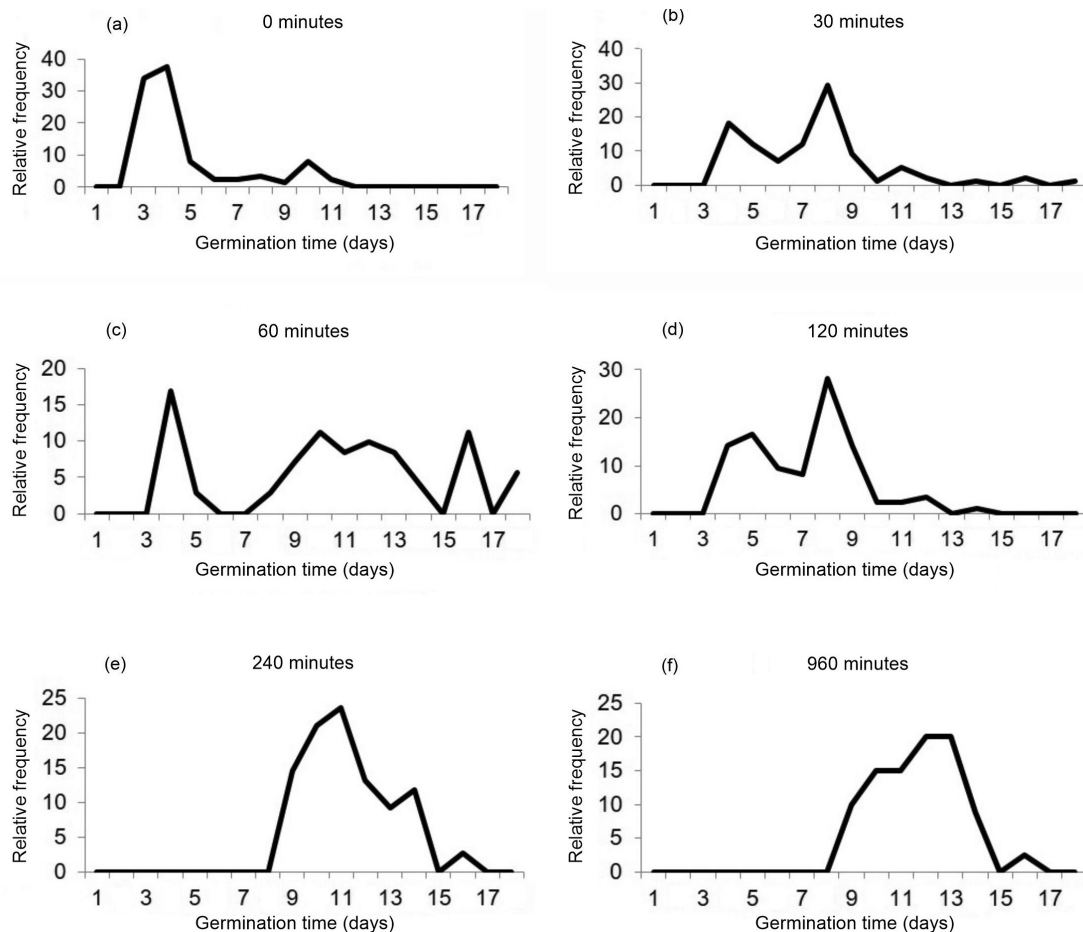 (a) 0 minutes
Relative frequency
40
30
20
10
0
1 3 5 7 9 11 13 15 17
Germination time (days)
(b) 30 minutes
Relative frequency
40
30
20
10
0
1 3 5 7 9 11 13 15 17
Germination time (days)
(c) 60 minutes
Relative frequency
20
15
10
5
0
1 3 5 7 9 11 13 15 17
Germination time (days)
(d) 120 minutes
Relative frequency
30
20
10
0
1 3 5 7 9 11 13 15 17
Germination time (days)
(e) 240 minutes
Relative frequency
25
20
15
10
5
0
1 3 5 7 9 11 13 15 17
Germination time (days)
(f) 960 minutes
Relative frequency
25
20
15
10
5
0
1 3 5 7 9 11 13 15 17
Germination time (days)